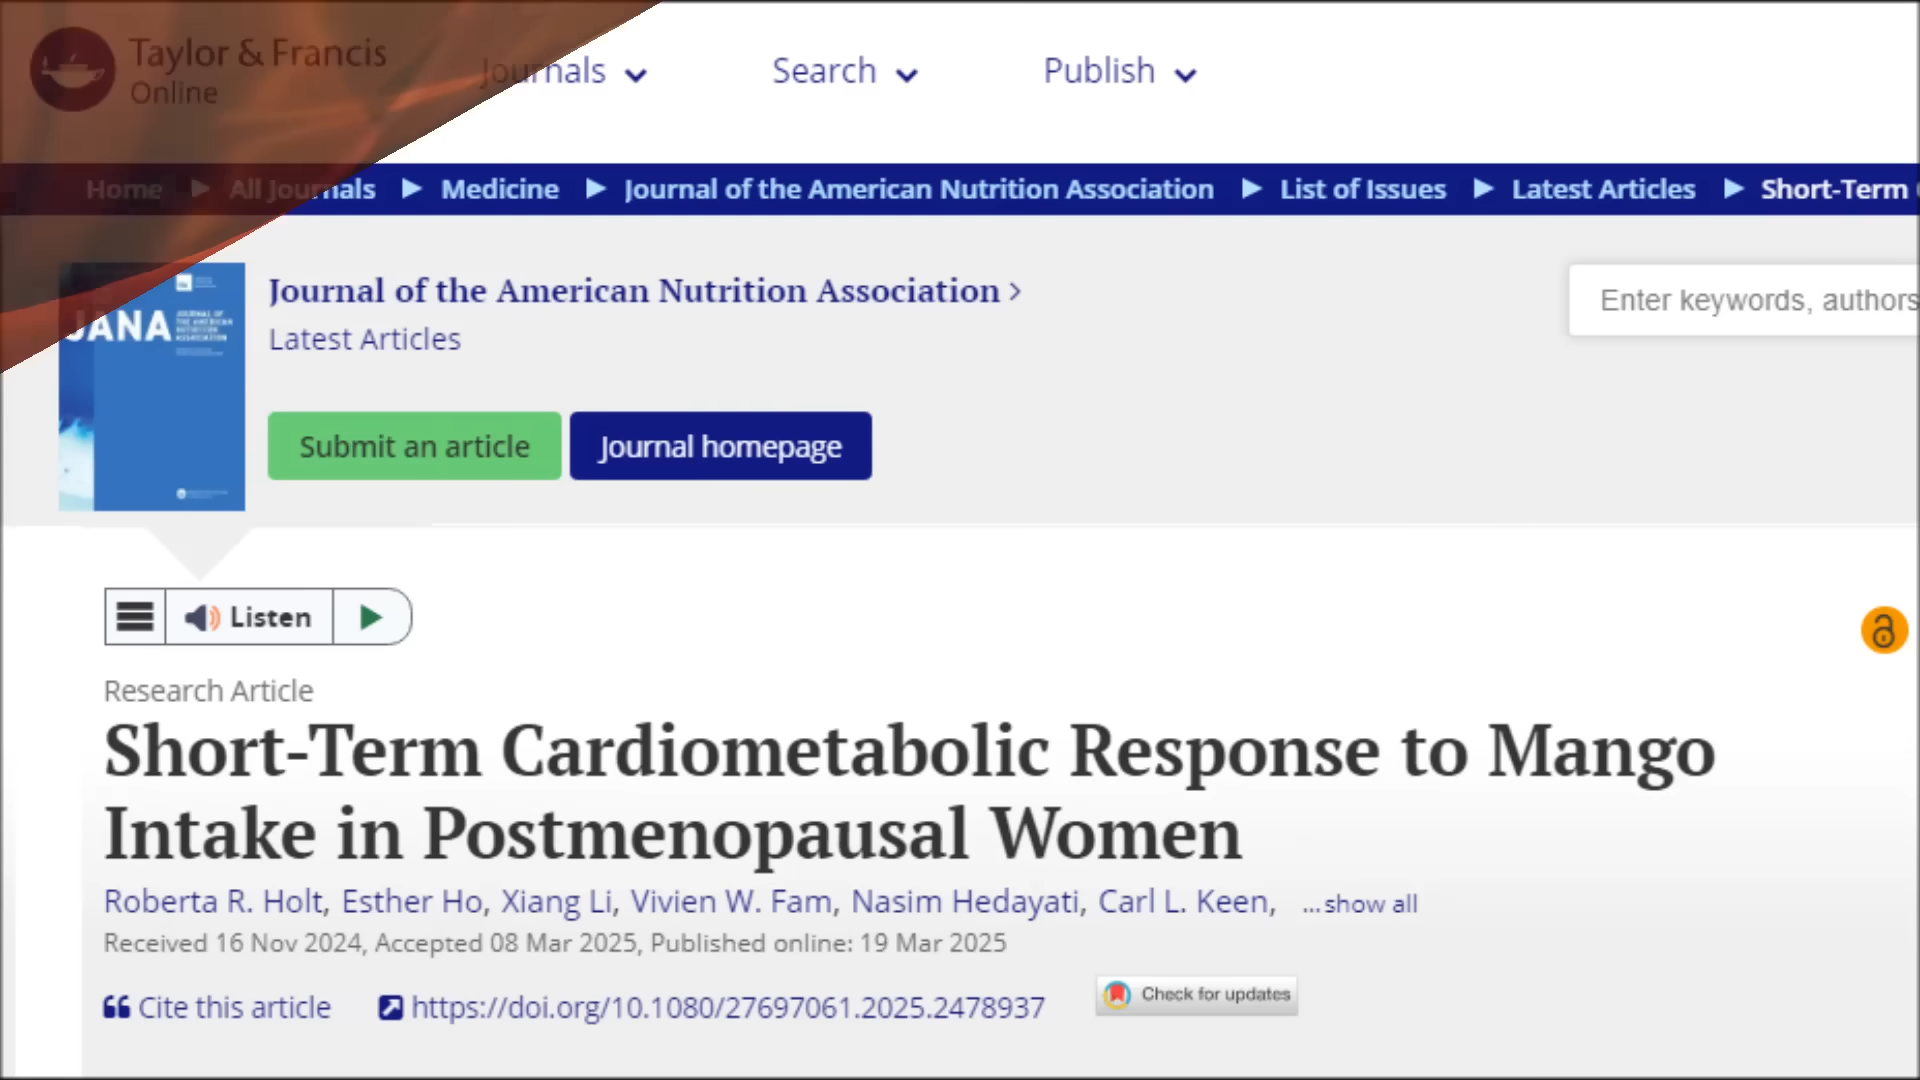 Taylor & Francis
Online
Journals
Search
Publish
Home ▶ All Journals ▶ Medicine ▶ Journal of the American Nutrition Association ▶ List of Issues ▶ Latest Articles ▶ Short-Term
JANA
Journal of the American Nutrition Association >
Latest Articles
Enter keywords, authors
Submit an article
Journal homepage
Listen
Research Article
Short-Term Cardiometabolic Response to Mango
Intake in Postmenopausal Women
Roberta R. Holt, Esther Ho, Xiang Li, Vivien W. Fam, Nasim Hedayati, Carl L. Keen, ...show all
Received 16 Nov 2024, Accepted 08 Mar 2025, Published online: 19 Mar 2025
Cite this article
https://doi.org/10.1080/27697061.2025.2478937
Check for updates